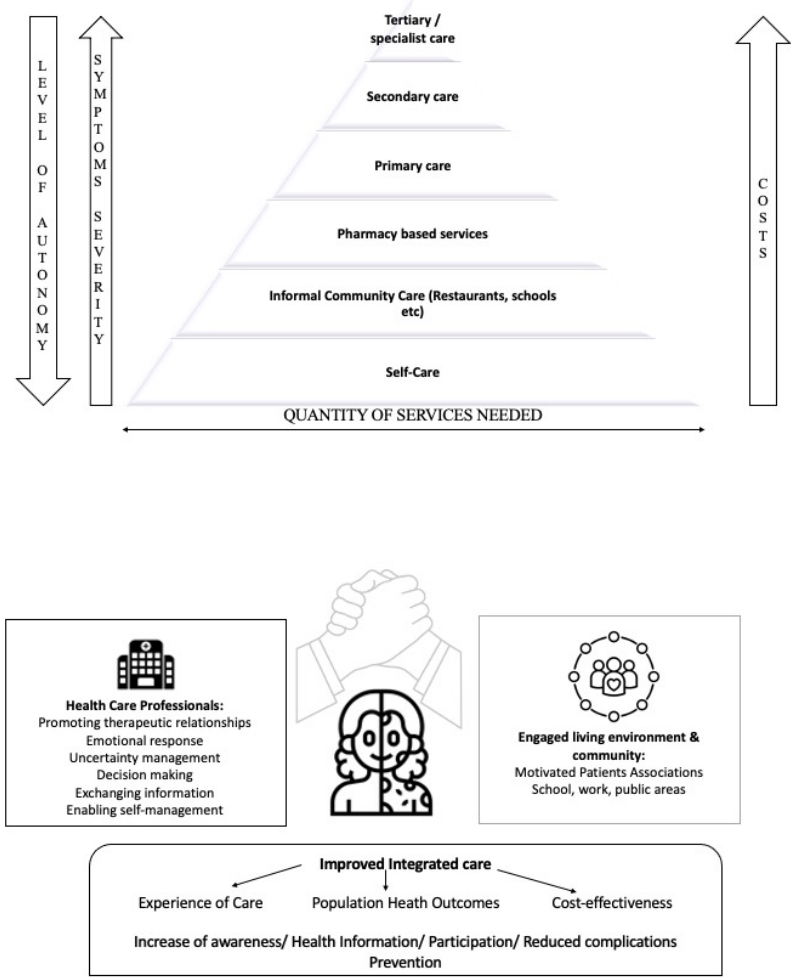 Tertiary /
specialist care
Secondary care
Primary care
Pharmacy based services
Informal Community Care (Restaurants, schools
etc)
Self-Care
LEVEL OF AUTONOMY
SYMPTOMS SEVERITY
COSTS
QUANTITY OF SERVICES NEEDED
Health Care Professionals:
Promoting therapeutic relationships
Emotional response
Uncertainty management
Decision making
Exchanging information
Enabling self-management
Engaged living environment &
community:
Motivated Patients Associations
School, work, public areas
Improved Integrated care
Experience of Care
Population Heath Outcomes
Cost-effectiveness
Increase of awareness/ Health Information/ Participation/ Reduced complications
Prevention